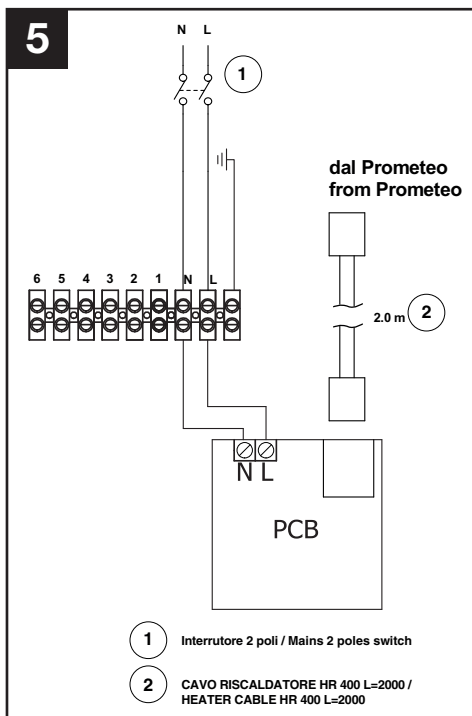 5
N L
1
dal Prometeo
from Prometeo
6 5 4 3 2 1 N L
2.0 m 2
N L
PCB
1 Interrutore 2 poli / Mains 2 poles switch
2 CAVO RISCALDATORE HR 400 L=2000 /
HEATER CABLE HR 400 L=2000